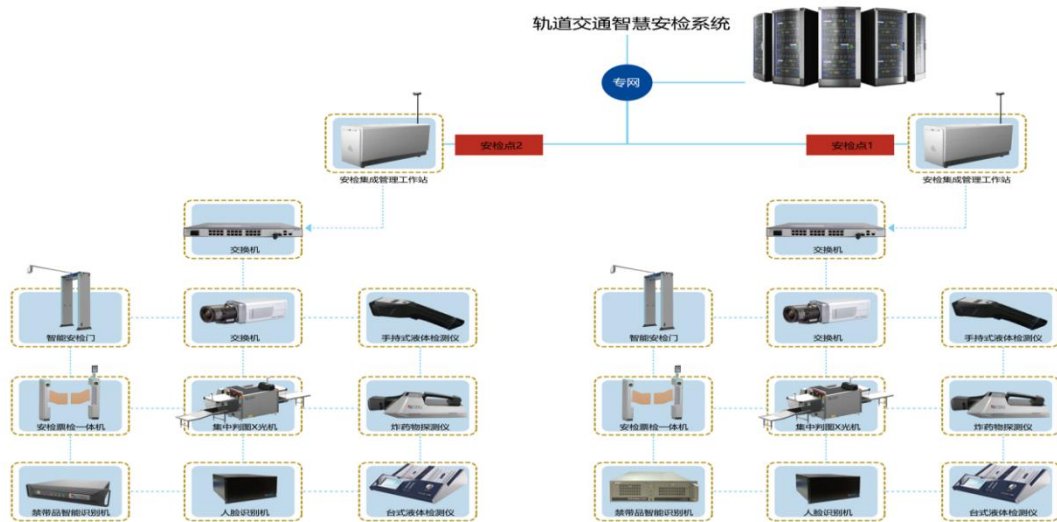 轨道交通智慧安检系统
专网
安检点2
安检点1
安检集成管理工作站
安检集成管理工作站
交换机
交换机
智能安检门
交换机
手持式液体检测仪
智能安检门
交换机
手持式液体检测仪
安检票检一体机
集中判图X光机
炸药物探测仪
安检票检一体机
集中判图X光机
炸药物探测仪
禁带品智能识别机
人脸识别机
台式液体检测仪
禁带品智能识别机
人脸识别机
台式液体检测仪